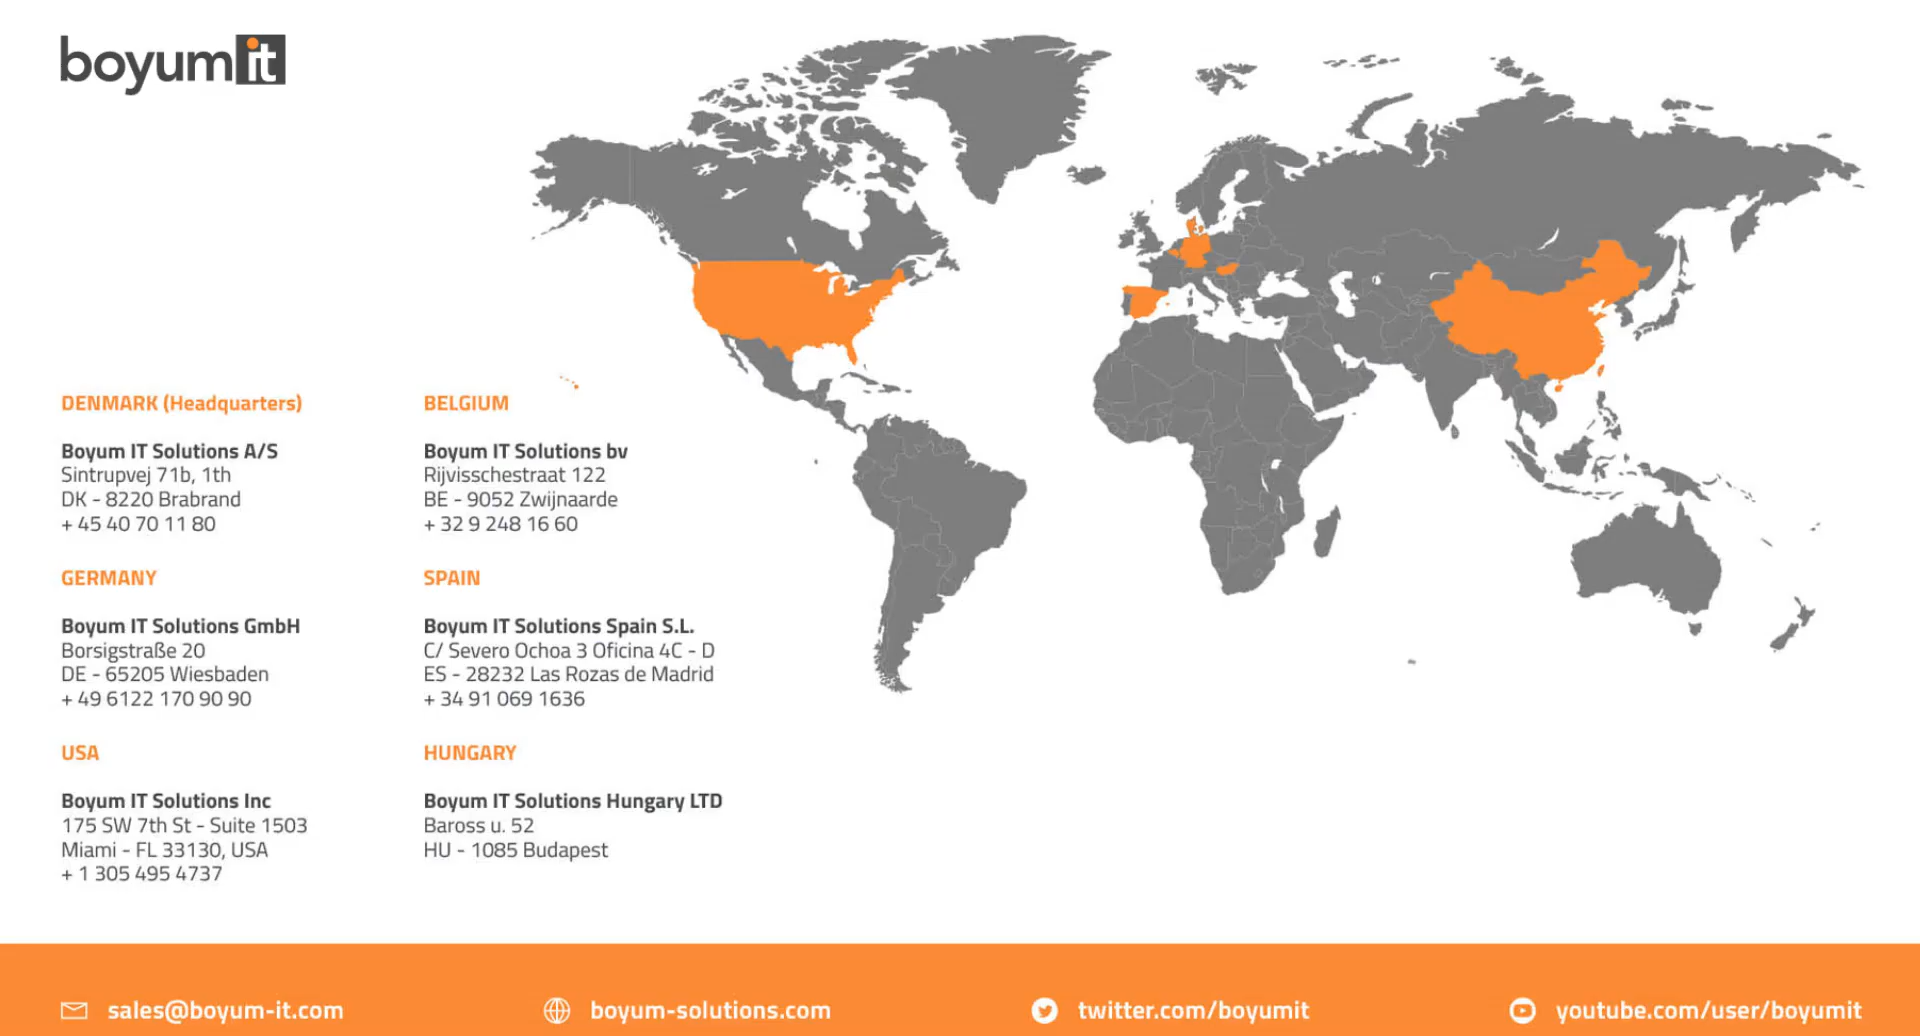 boyumit
DENMARK (Headquarters)
Boyum IT Solutions A/S
Sintrupvej 71b, 1th
DK - 8220 Brabrand
+ 45 40 70 11 80
BELGIUM
Boyum IT Solutions bv
Rijvisschestraat 122
BE - 9052 Zwijnaarde
+ 32 9 248 16 60
GERMANY
Boyum IT Solutions GmbH
Borsigstraße 20
DE - 65205 Wiesbaden
+ 49 6122 170 90 90
SPAIN
Boyum IT Solutions Spain S.L.
C/ Severo Ochoa 3 Oficina 4C - D
ES - 28232 Las Rozas de Madrid
+ 34 91 069 1636
USA
Boyum IT Solutions Inc
175 SW 7th St - Suite 1503
Miami - FL 33130, USA
+ 1 305 495 4737
HUNGARY
Boyum IT Solutions Hungary LTD
Baross u. 52
HU - 1085 Budapest
sales@boyum-it.com
boyum-solutions.com
twitter.com/boyumit
youtube.com/user/boyumit